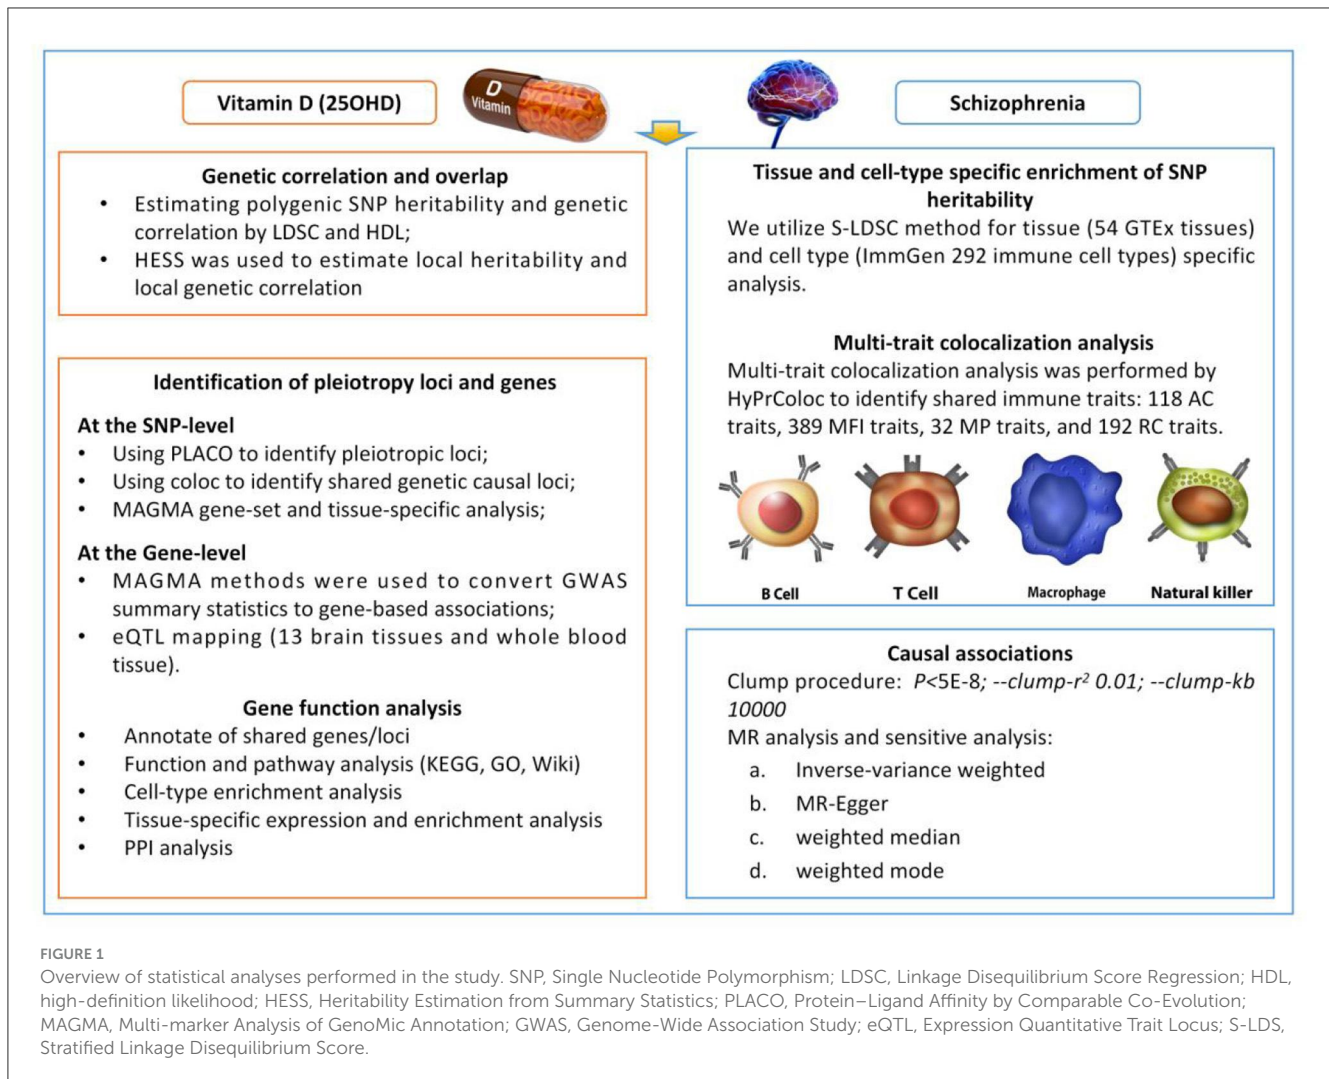 Vitamin D (25OHD)
D
Vitamin
Schizophrenia
Genetic correlation and overlap
• Estimating polygenic SNP heritability and genetic
correlation by LDSC and HDL;
• HESS was used to estimate local heritability and
local genetic correlation
Identification of pleiotropy loci and genes
At the SNP-level
• Using PLACO to identify pleiotropic loci;
• Using coloc to identify shared genetic causal loci;
• MAGMA gene-set and tissue-specific analysis;
At the Gene-level
• MAGMA methods were used to convert GWAS
summary statistics to gene-based associations;
• eQTL mapping (13 brain tissues and whole blood
tissue).
Gene function analysis
• Annotate of shared genes/loci
• Function and pathway analysis (KEGG, GO, Wiki)
• Cell-type enrichment analysis
• Tissue-specific expression and enrichment analysis
• PPI analysis
Tissue and cell-type specific enrichment of SNP
heritability
We utilize S-LDSC method for tissue (54 GTEx tissues)
and cell type (ImmGen 292 immune cell types) specific
analysis.
Multi-trait colocalization analysis
Multi-trait colocalization analysis was performed by
HyPrColoc to identify shared immune traits: 118 AC
traits, 389 MFI traits, 32 MP traits, and 192 RC traits.
B Cell
T Cell
Macrophage
Natural killer
Causal associations
Clump procedure: P<5E-8; --clump-r² 0.01; --clump-kb
10000
MR analysis and sensitive analysis:
a. Inverse-variance weighted
b. MR-Egger
c. weighted median
d. weighted mode
FIGURE 1
Overview of statistical analyses performed in the study. SNP, Single Nucleotide Polymorphism; LDSC, Linkage Disequilibrium Score Regression; HDL,
high-definition likelihood; HESS, Heritability Estimation from Summary Statistics; PLACO, Protein–Ligand Affinity by Comparable Co-Evolution;
MAGMA, Multi-marker Analysis of GenoMic Annotation; GWAS, Genome-Wide Association Study; eQTL, Expression Quantitative Trait Locus; S-LDS,
Stratified Linkage Disequilibrium Score.